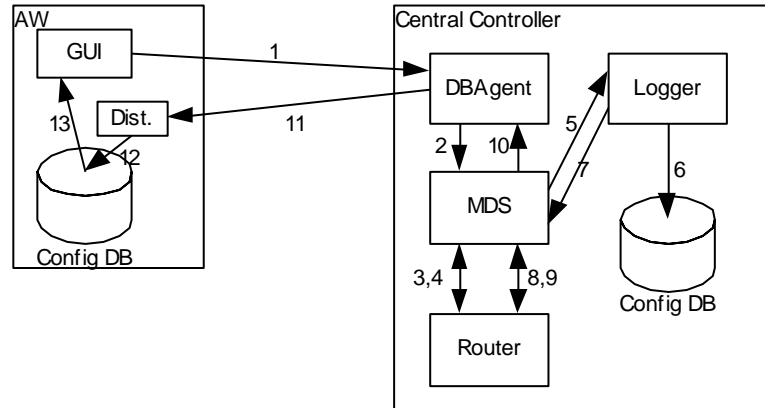 AW
Central Controller
GUI
1
DBAgent
Logger
13
Dist.
11
5
12
2
10
7
6
MDS
Config DB
3,4
8,9
Config DB
Router